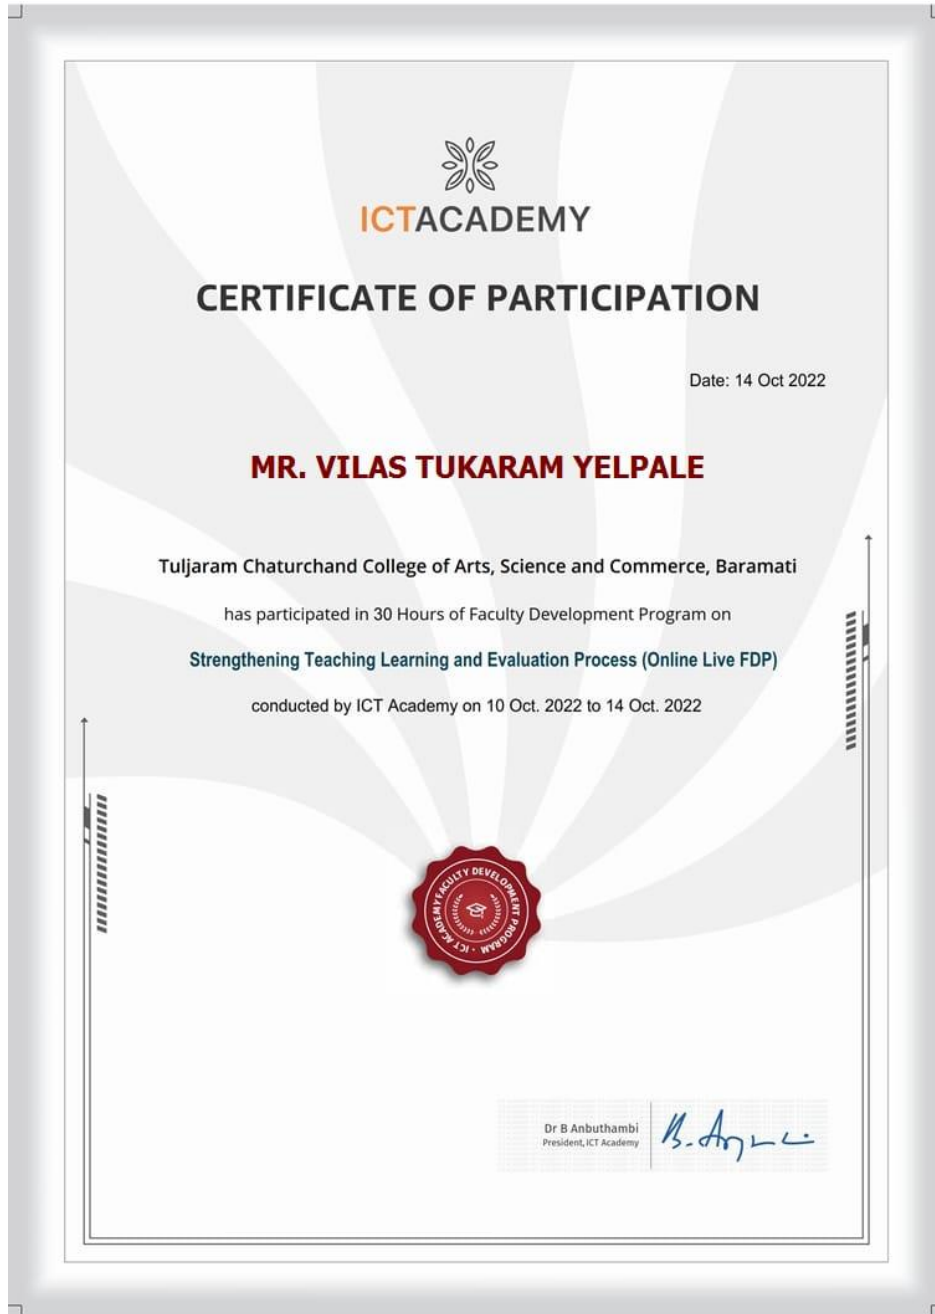 ICTACADEMY
CERTIFICATE OF PARTICIPATION
Date: 14 Oct 2022
MR. VILAS TUKARAM YELPALE
Tuljaram Chaturchand College of Arts, Science and Commerce, Baramati
has participated in 30 Hours of Faculty Development Program on
Strengthening Teaching Learning and Evaluation Process (Online Live FDP)
conducted by ICT Academy on 10 Oct. 2022 to 14 Oct. 2022
FACULTY DEVELOPMENT PROGRAM · ICT ACADEMY
Dr B Anbuthambi
President, ICT Academy